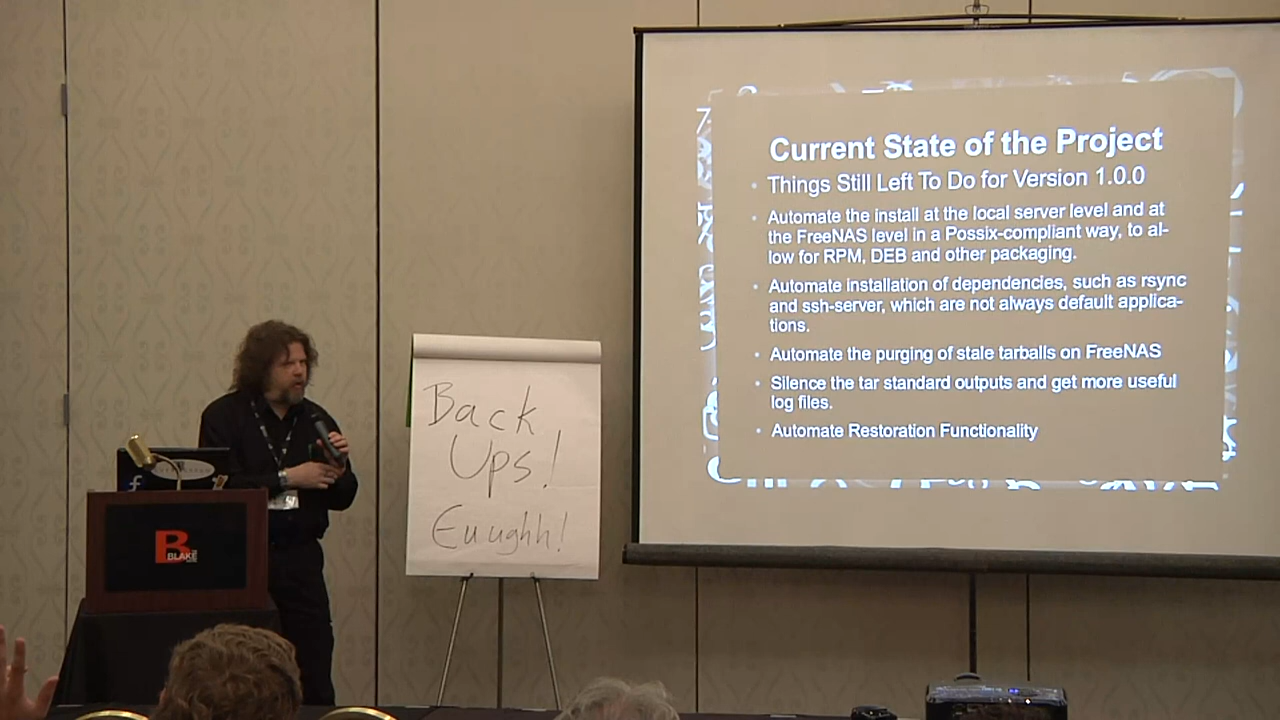 Current State of the Project
Things Still Left To Do for Version 1.0.0
Automate the install at the local server level and at
the FreeNAS level in a Possix-compliant way, to al-
low for RPM, DEB and other packaging.
Automate installation of dependencies, such as rsync
and ssh-server, which are not always default applica-
tions.
Automate the purging of stale tarballs on FreeNAS
Silence the tar standard outputs and get more useful
log files.
Automate Restoration Functionality
Back
Ups!
Euughh!
f
B
BLAKE